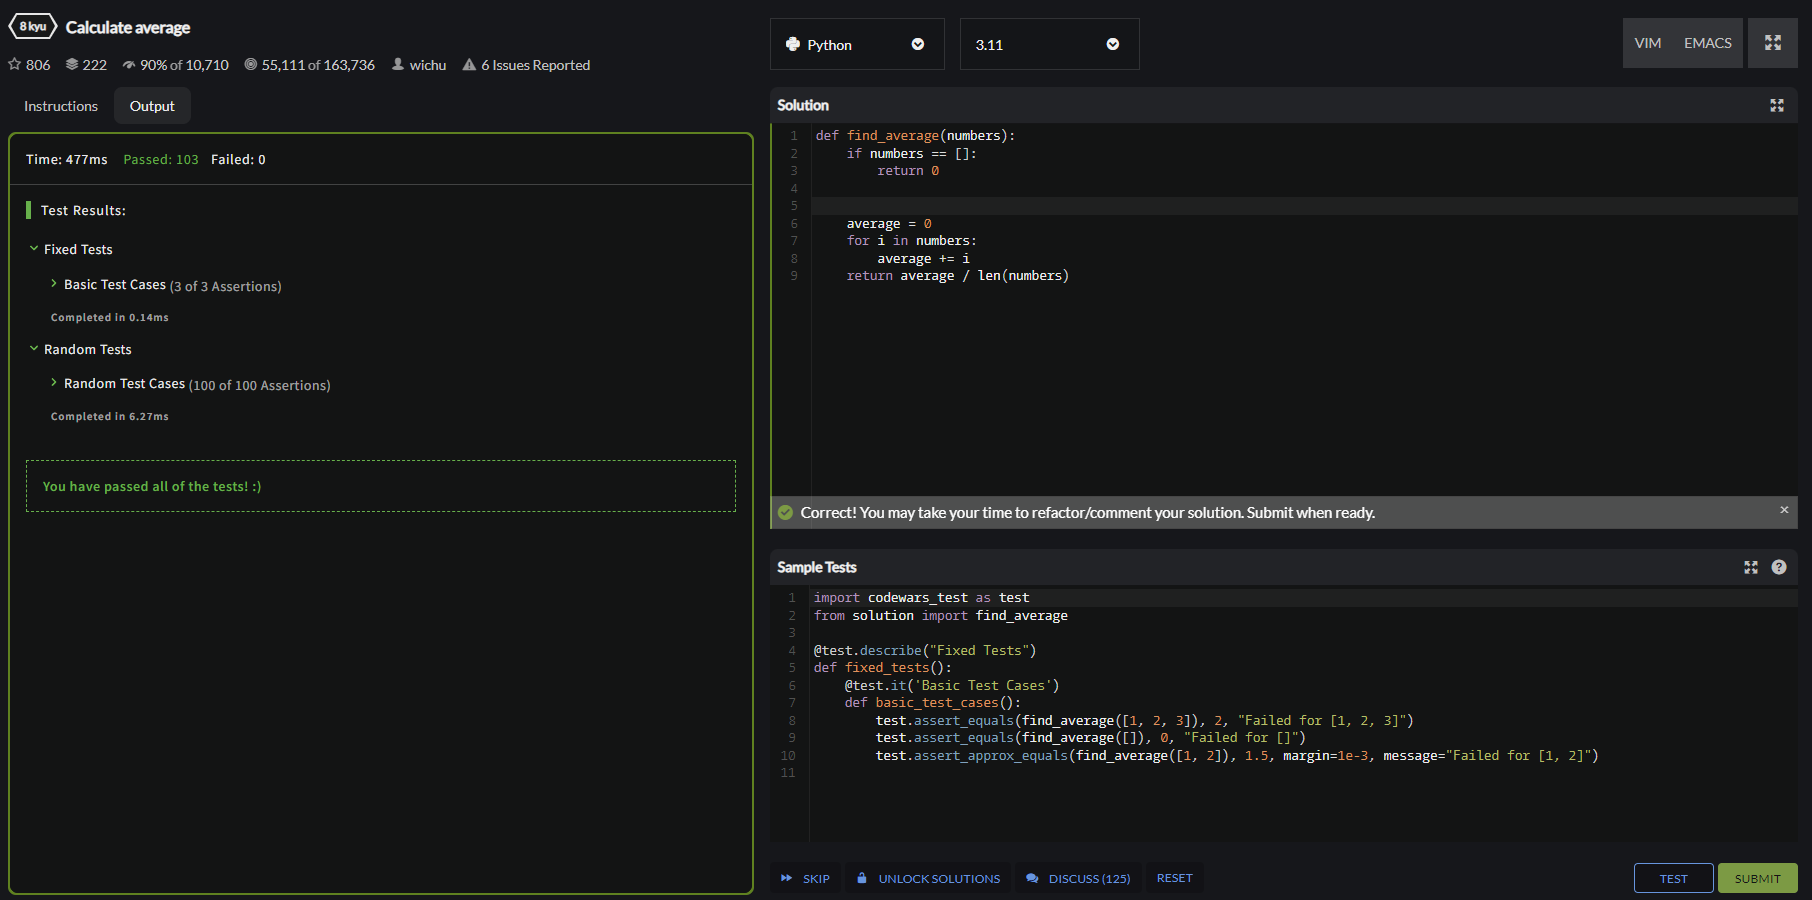 8 kyu Calculate average
806 222 90% of 10,710 55,111 of 163,736 wichu 6 Issues Reported
Instructions Output
Time: 477ms Passed: 103 Failed: 0
Test Results:
Fixed Tests
Basic Test Cases (3 of 3 Assertions)
Completed in 0.14ms
Random Tests
Random Test Cases (100 of 100 Assertions)
Completed in 6.27ms
You have passed all of the tests! :)
Python 3.11 VIM EMACS
Solution
1 def find_average(numbers):
2     if numbers == []:
3         return 0
4
5
6     average = 0
7     for i in numbers:
8         average += i
9     return average / len(numbers)
Correct! You may take your time to refactor/comment your solution. Submit when ready. ×
Sample Tests ?
1 import codewars_test as test
2 from solution import find_average
3
4 @test.describe("Fixed Tests")
5 def fixed_tests():
6     @test.it('Basic Test Cases')
7     def basic_test_cases():
8         test.assert_equals(find_average([1, 2, 3]), 2, "Failed for [1, 2, 3]")
9         test.assert_equals(find_average([]), 0, "Failed for []")
10         test.assert_approx_equals(find_average([1, 2]), 1.5, margin=1e-3, message="Failed for [1, 2]")
11
SKIP UNLOCK SOLUTIONS DISCUSS (125) RESET TEST SUBMIT